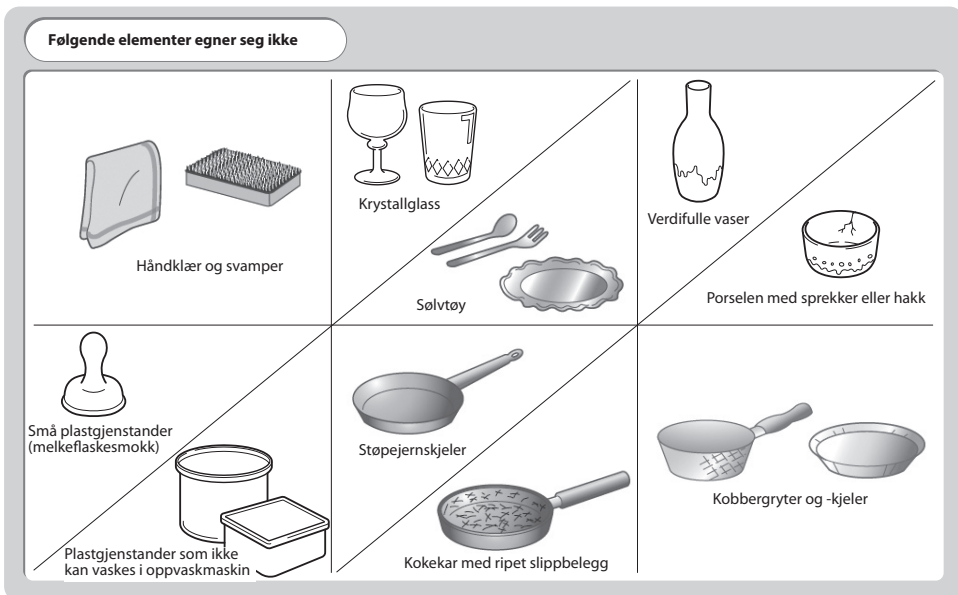 Følgende elementer egner seg ikke
Håndklær og svamper
Krystallglass
Sølvtøy
Verdifulle vaser
Porselen med sprekker eller hakk
Små plastgjenstander
(melkeflaskesmokk)
Plastgjenstander som ikke
kan vaskes i oppvaskmaskin
Støpejernskjeler
Kokekar med ripet slippbelegg
Kobbergryter og -kjeler